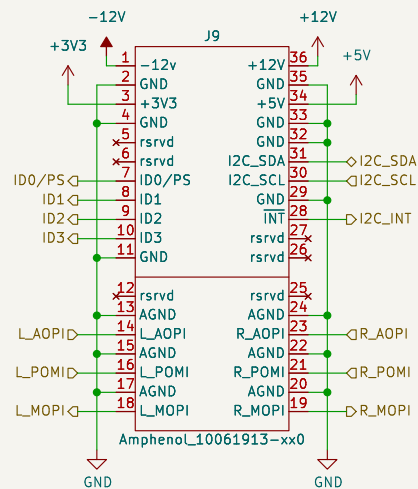 -12V
+12V
J9
+3V3
+5V
1 -12v +12V 36
2 GND GND 35
3 +3V3 +5V 34
4 GND GND 33
5 rsrvd GND 32
6 rsrvd I2C_SDA 31 I2C_SDA
ID0/PS 7 ID0/PS I2C_SCL 30 I2C_SCL
ID1 8 ID1 GND 29
ID2 9 ID2 INT 28 I2C_INT
ID3 10 ID3 rsrvd 27
11 GND rsrvd 26
12 rsrvd rsrvd 25
13 AGND AGND 24
L_AOPI 14 L_AOPI R_AOPI 23 R_AOPI
15 AGND AGND 22
L_POMI 16 L_POMI R_POMI 21 R_POMI
17 AGND AGND 20
L_MOPI 18 L_MOPI R_MOPI 19 R_MOPI
Amphenol_10061913-xx0
GND GND